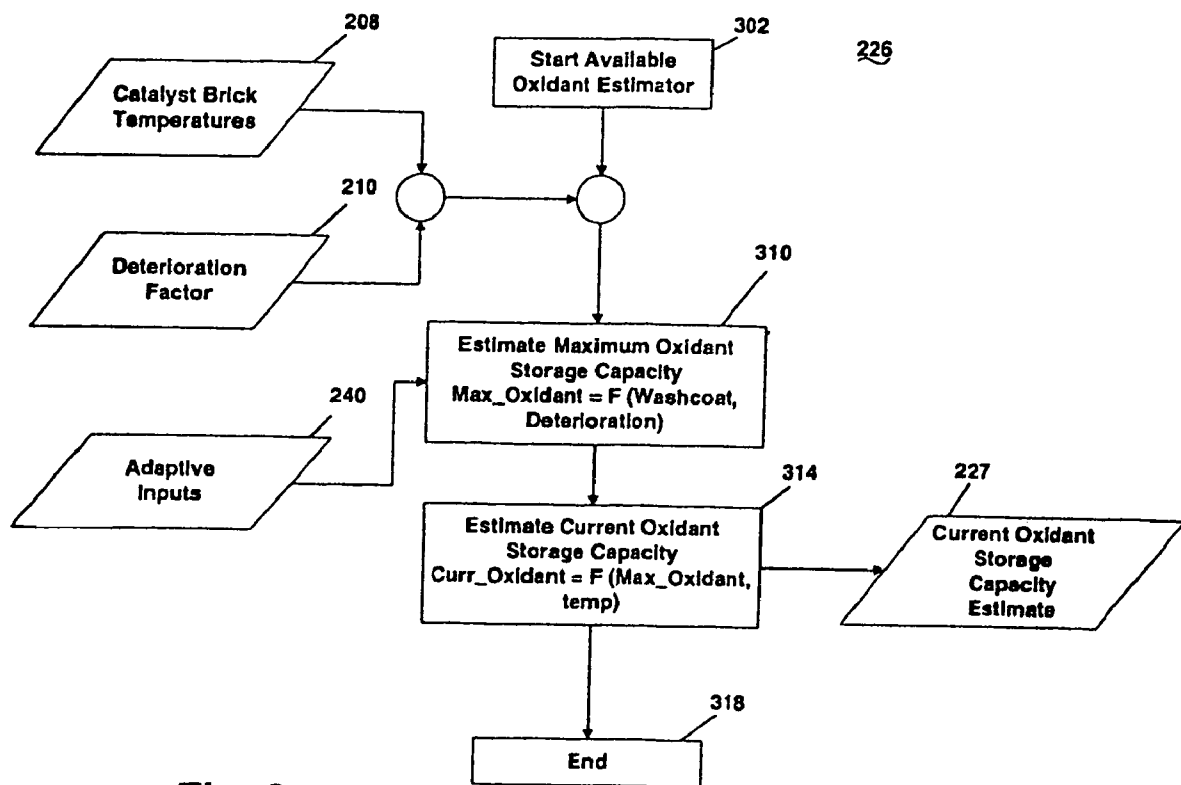 208
302
226
Catalyst Brick
Temperatures
Start Available
Oxidant Estimator
210
Deterioration
Factor
310
Estimate Maximum Oxidant
Storage Capacity
Max_Oxidant = F (Washcoat,
Deterioration)
240
Adaptive
Inputs
314
Estimate Current Oxidant
Storage Capacity
Curr_Oxidant = F (Max_Oxidant,
temp)
227
Current Oxidant
Storage
Capacity
Estimate
318
End